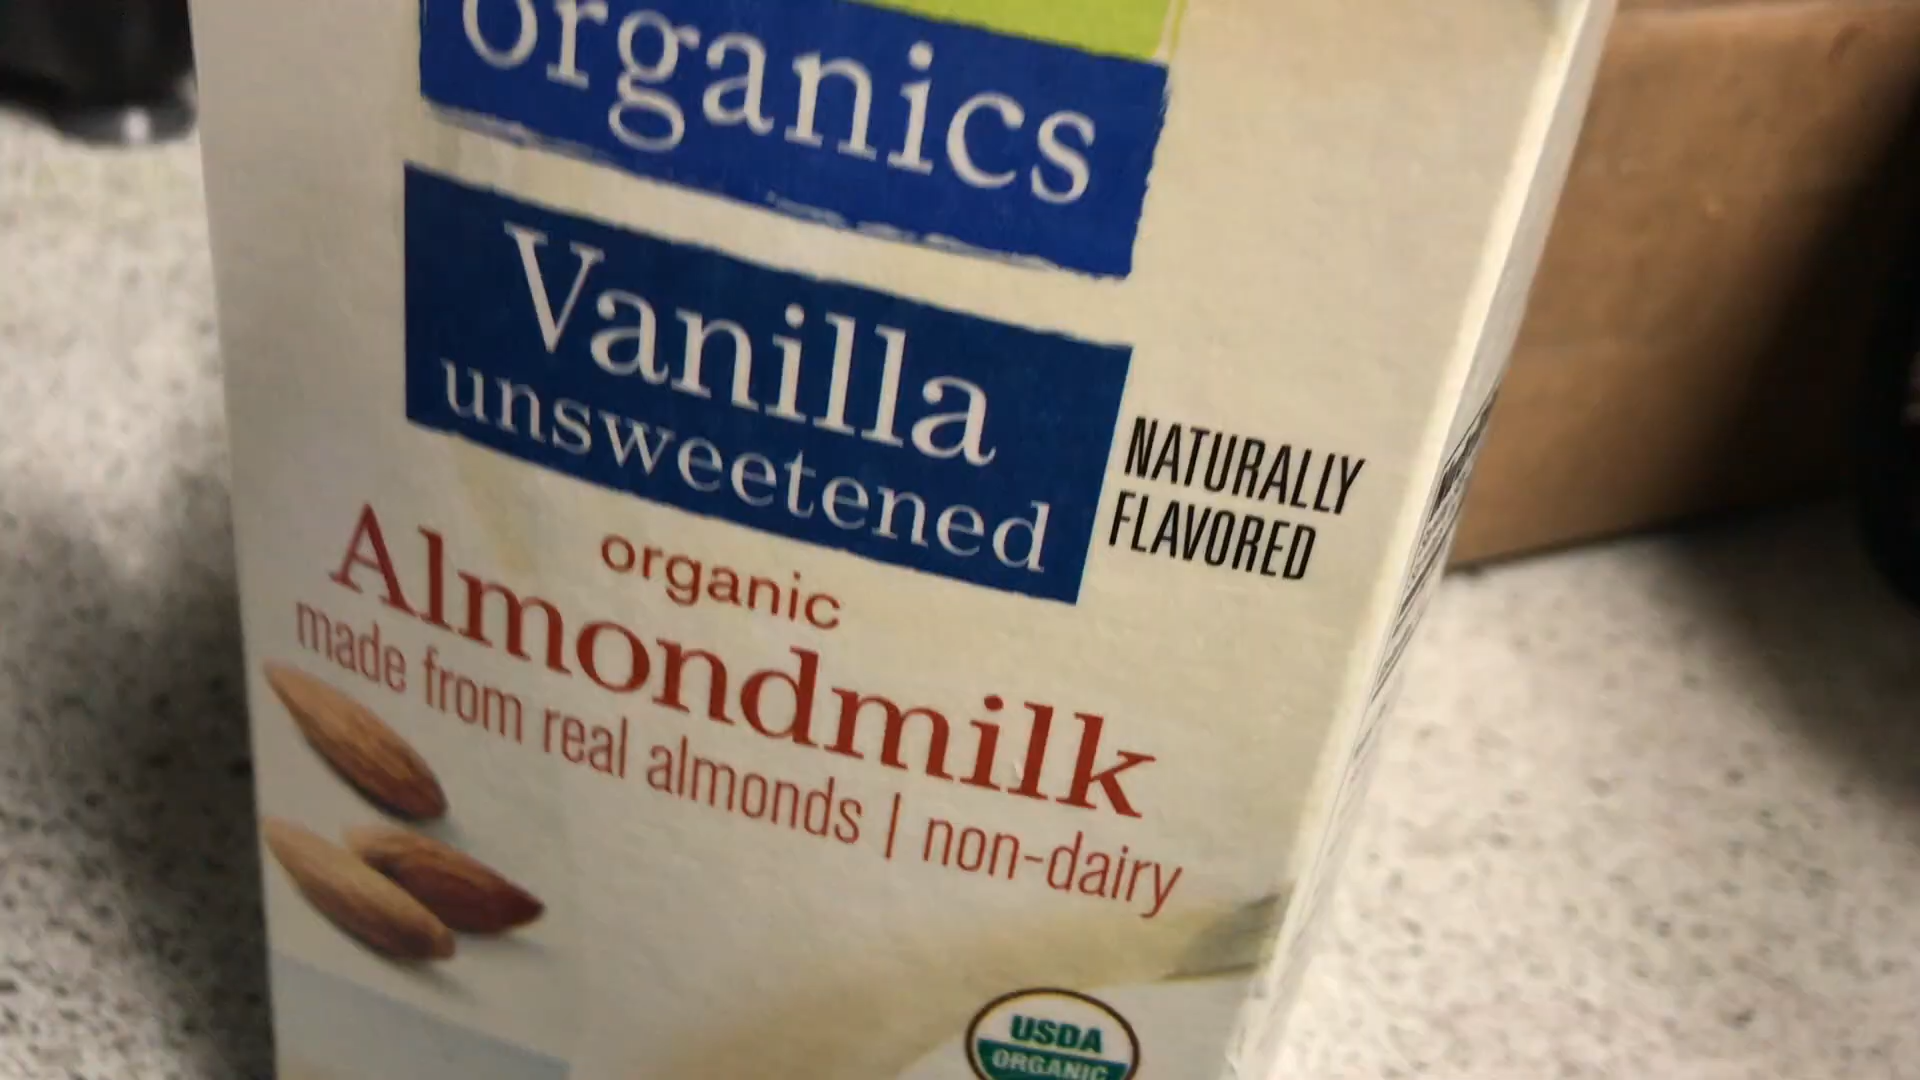 organics
Vanilla
unsweetened
NATURALLY
FLAVORED
organic
Almondmilk
made from real almonds | non-dairy
USDA
ORGANIC